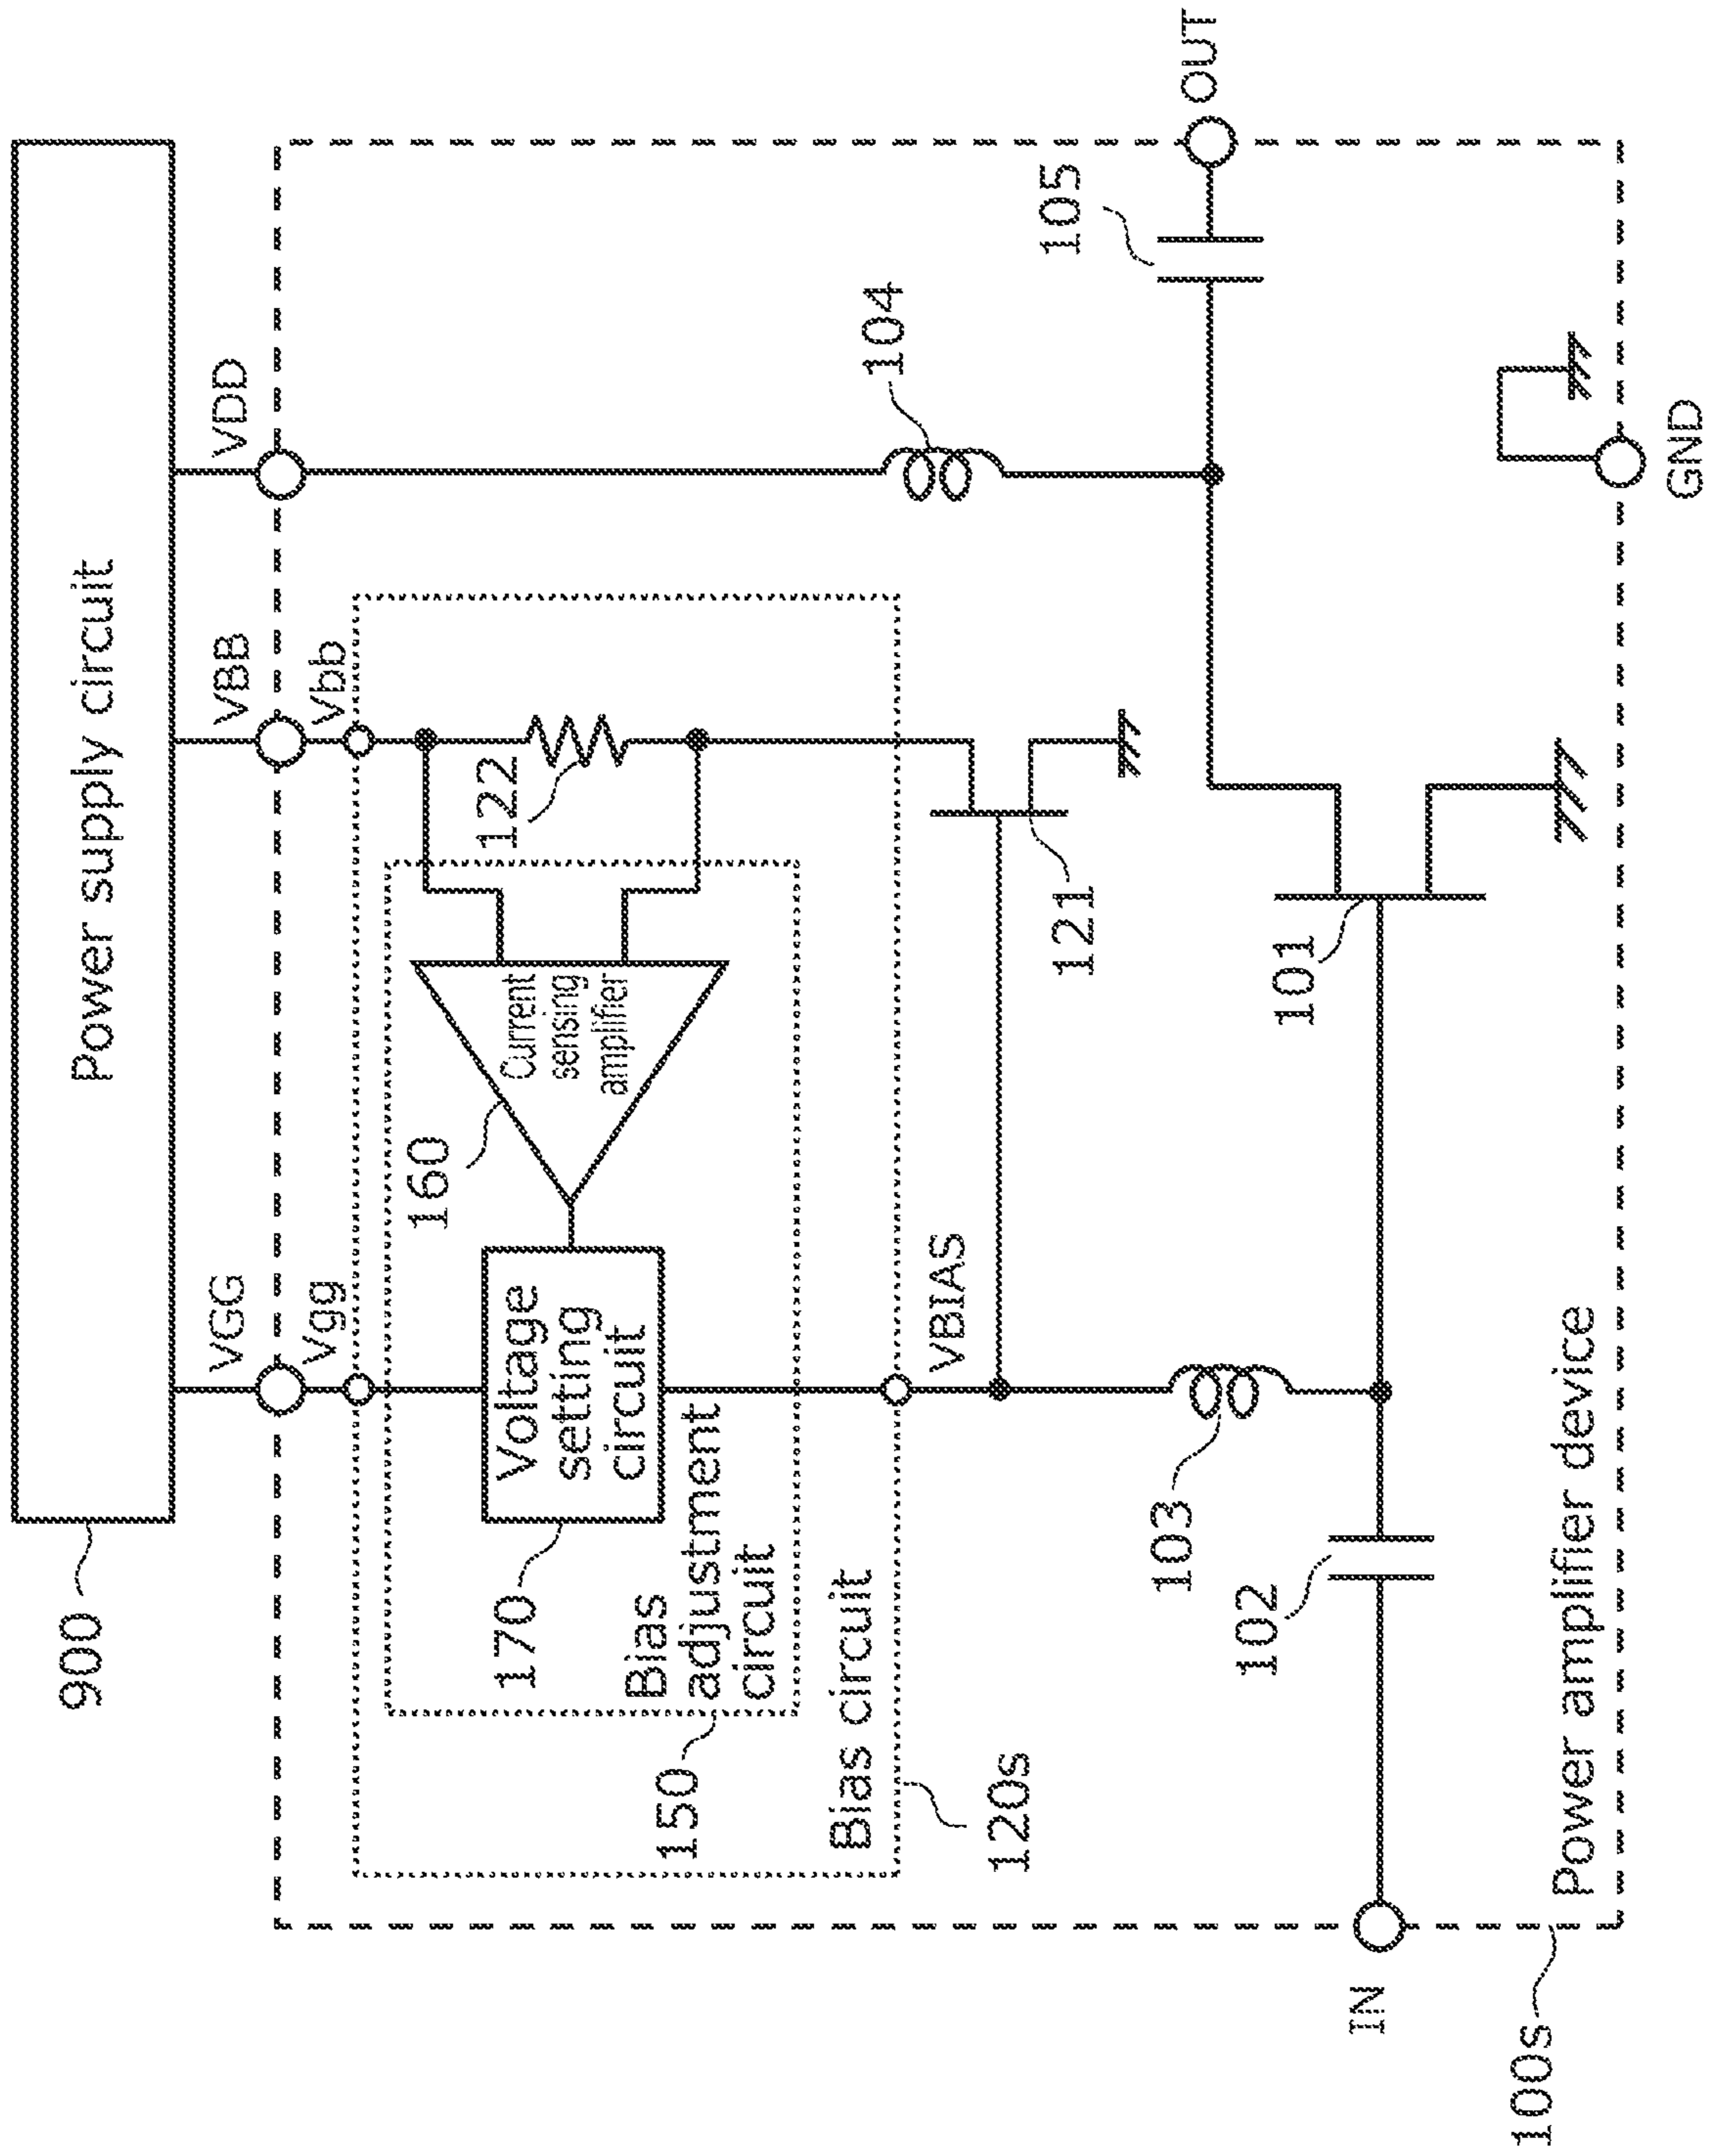 900
Power supply circuit
VGG
VBB
VDD
Vgg
Vbb
170
Voltage
setting
circuit
160
Current
sensing
amplifier
122
150
Bias
adjustment
circuit
Bias circuit
120s
VBIAS
121
104
105
OUT
103
102
101
IN
100s
Power amplifier device
GND